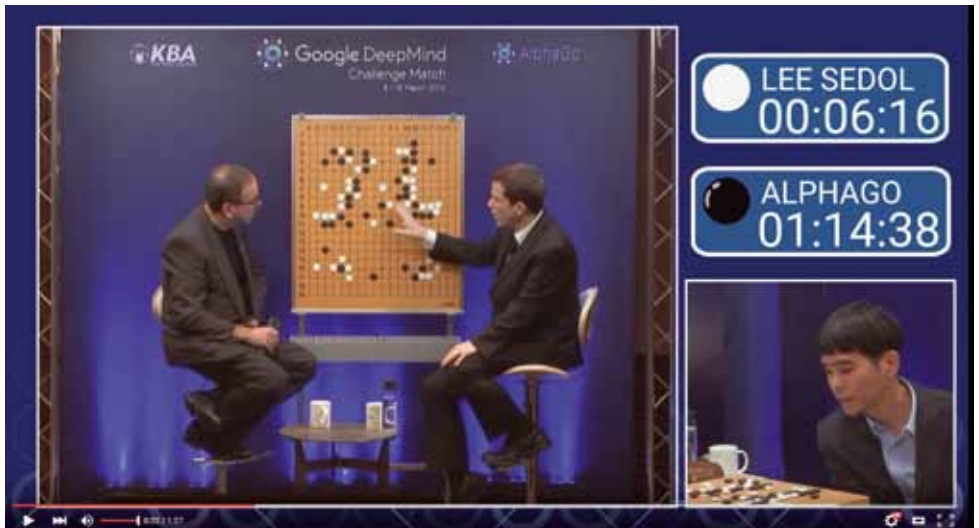 KBA
Google DeepMind
Challenge Match
AlphaGo
LEE SEDOL
00:06:16
ALPHAGO
01:14:38